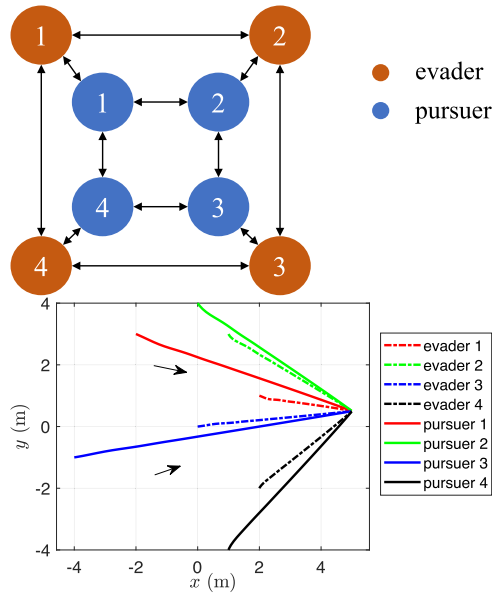 1
2
evader
1
2
pursuer
4
3
4
3
4
2
0
-2
-4
y (m)
-4
-2
0
2
4
x (m)
evader 1
evader 2
evader 3
evader 4
pursuer 1
pursuer 2
pursuer 3
pursuer 4